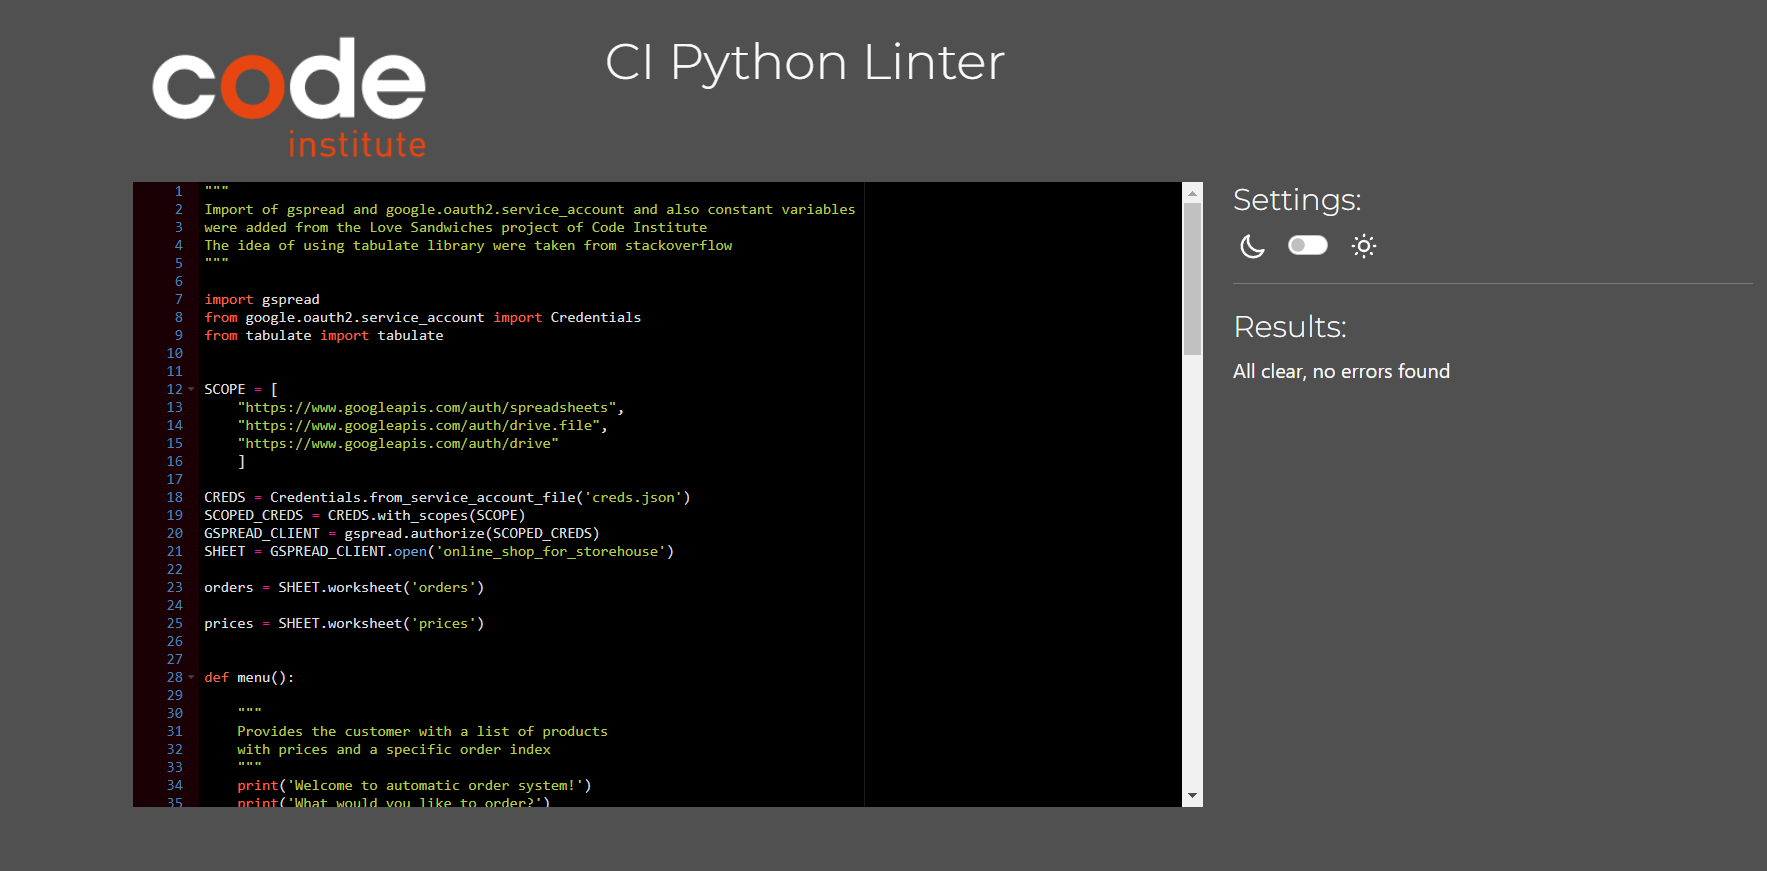 code
institute
CI Python Linter
1 """
2 Import of gspread and google.oauth2.service_account and also constant variables
3 were added from the Love Sandwiches project of Code Institute
4 The idea of using tabulate library were taken from stackoverflow
5 """
6
7 import gspread
8 from google.oauth2.service_account import Credentials
9 from tabulate import tabulate
10
11
12 SCOPE = [
13     "https://www.googleapis.com/auth/spreadsheets",
14     "https://www.googleapis.com/auth/drive.file",
15     "https://www.googleapis.com/auth/drive"
16     ]
17
18 CREDS = Credentials.from_service_account_file('creds.json')
19 SCOPED_CREDS = CREDS.with_scopes(SCOPE)
20 GSPREAD_CLIENT = gspread.authorize(SCOPED_CREDS)
21 SHEET = GSPREAD_CLIENT.open('online_shop_for_storehouse')
22
23 orders = SHEET.worksheet('orders')
24
25 prices = SHEET.worksheet('prices')
26
27
28 def menu():
29
30     """
31     Provides the customer with a list of products
32     with prices and a specific order index
33     """
34     print('Welcome to automatic order system!')
35     print('What would you like to order?')
Settings:
Results:
All clear, no errors found